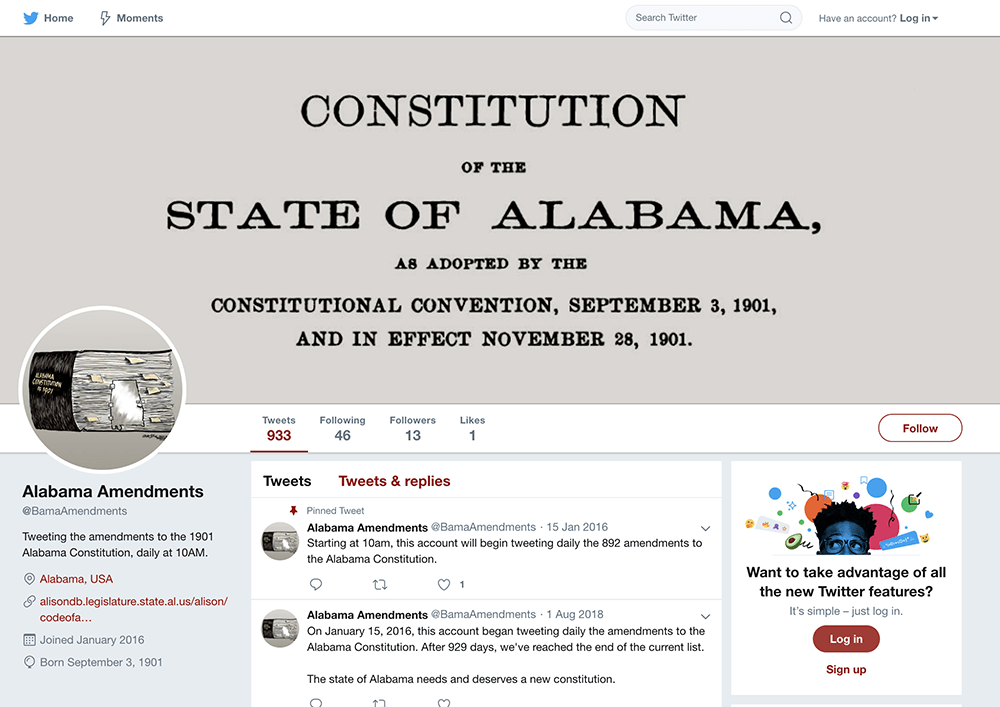 Home
Moments
Search Twitter
Have an account? Log in
CONSTITUTION
OF THE
STATE OF ALABAMA,
AS ADOPTED BY THE
CONSTITUTIONAL CONVENTION, SEPTEMBER 3, 1901,
AND IN EFFECT NOVEMBER 28, 1901.
ALABAMA
CONSTITUTION
of 1901
Tweets
933
Following
46
Followers
13
Likes
1
Follow
Alabama Amendments
@BamaAmendments
Tweeting the amendments to the 1901
Alabama Constitution, daily at 10AM.
Alabama, USA
alisondb.legislature.state.al.us/alison/
codeofa…
Joined January 2016
Born September 3, 1901
Tweets
Tweets & replies
Pinned Tweet
Alabama Amendments @BamaAmendments · 15 Jan 2016
Starting at 10am, this account will begin tweeting daily the 892 amendments to
the Alabama Constitution.
1
Alabama Amendments @BamaAmendments · 1 Aug 2018
On January 15, 2016, this account began tweeting daily the amendments to the
Alabama Constitution. After 929 days, we've reached the end of the current list.
The state of Alabama needs and deserves a new constitution.
Want to take advantage of all
the new Twitter features?
It's simple – just log in.
Log in
Sign up